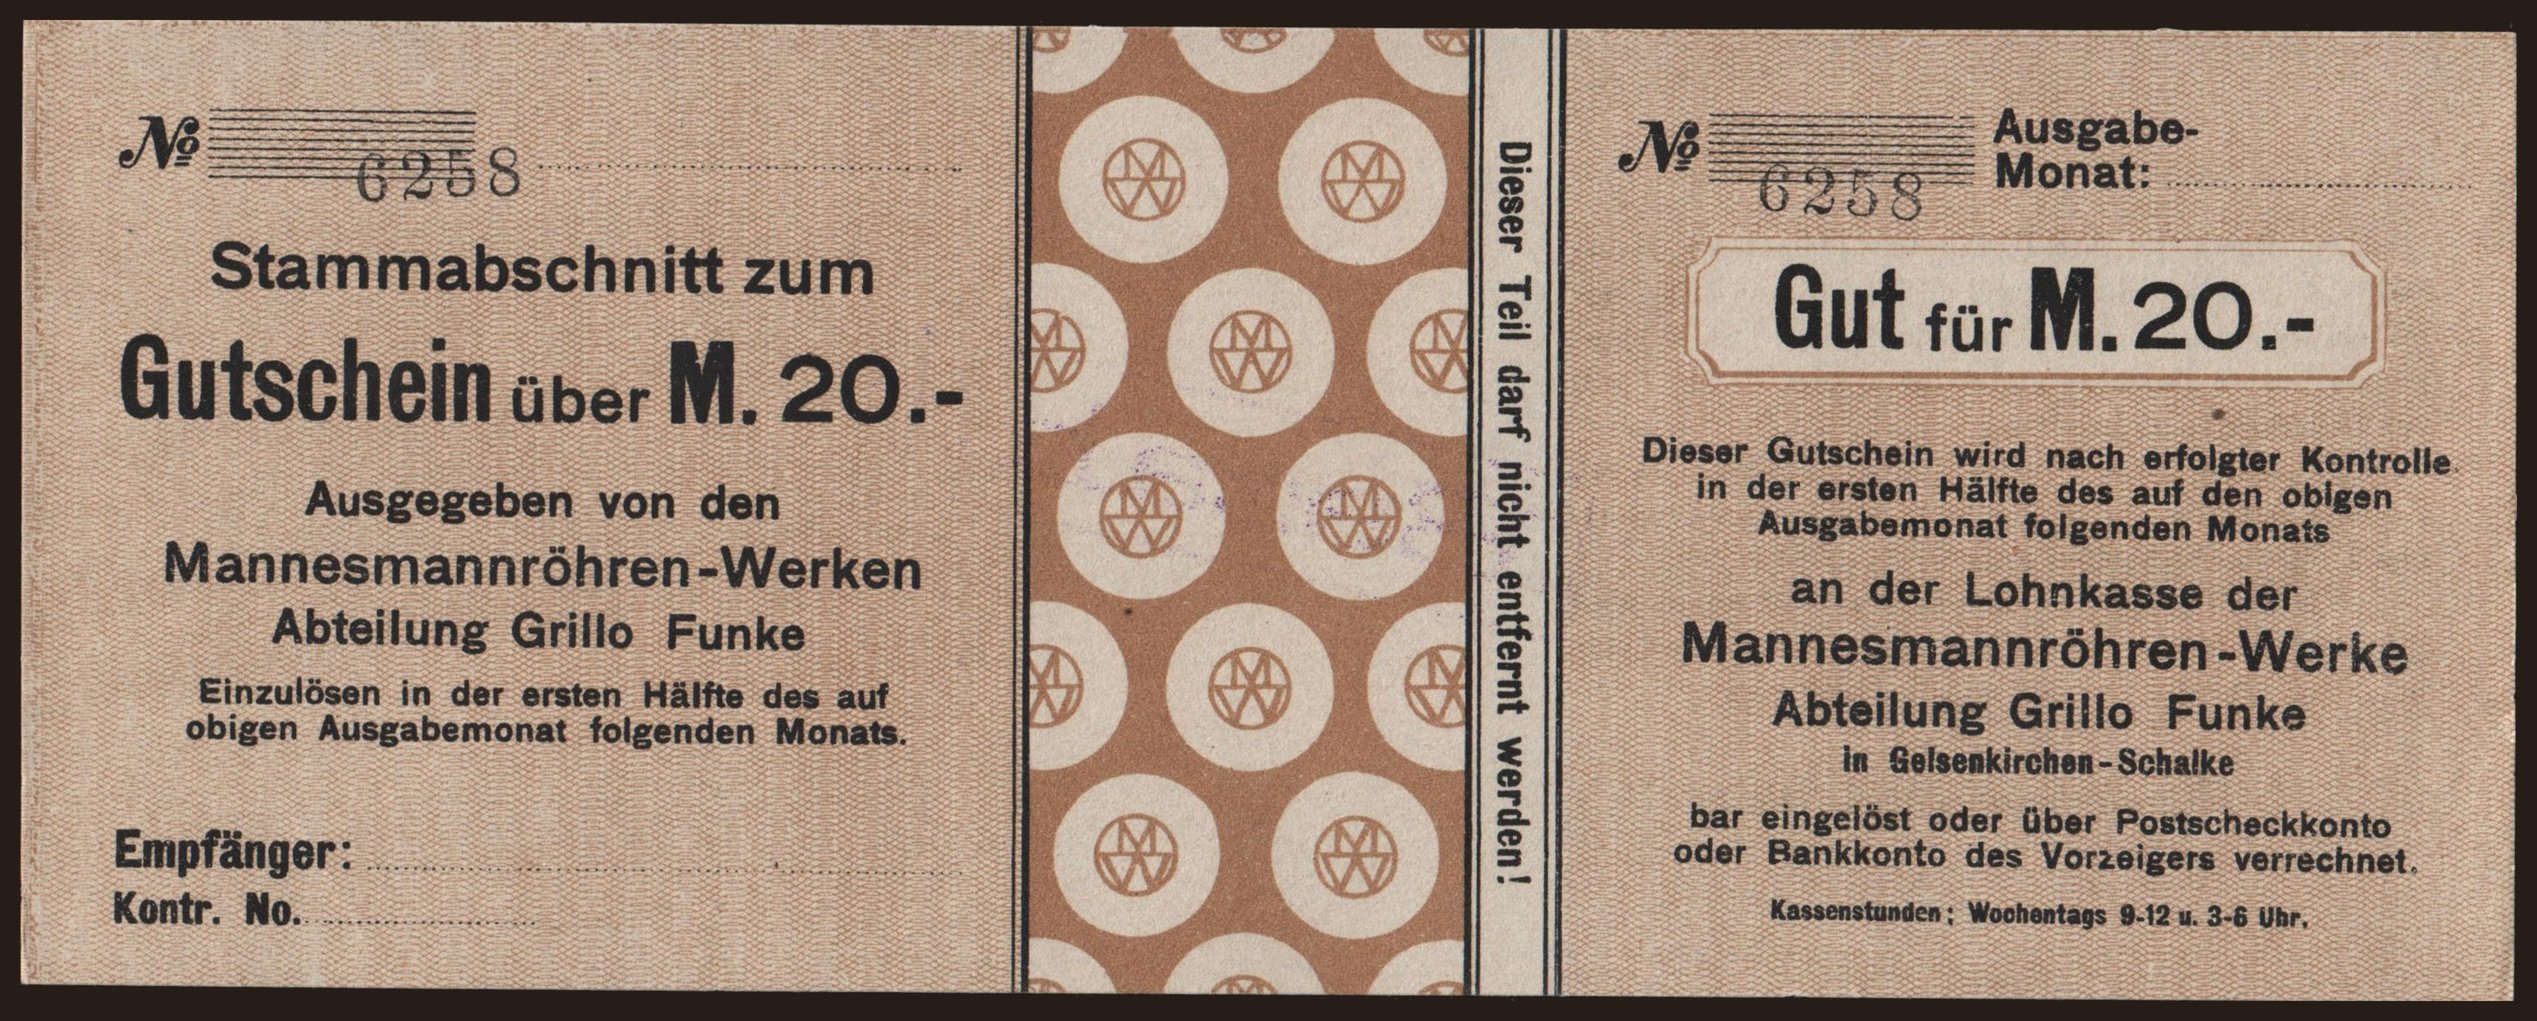 № 6258
Stammabschnitt zum
Gutschein über M. 20.-
Ausgegeben von den
Mannesmannröhren-Werken
Abteilung Grillo Funke
Einzulösen in der ersten Hälfte des auf
obigen Ausgabemonat folgenden Monats.
Empfänger:
Kontr. No.
Dieser Teil darf nicht entfernt werden!
№ 6258
Ausgabe-
Monat:
Gut für M. 20.-
Dieser Gutschein wird nach erfolgter Kontrolle
in der ersten Hälfte des auf den obigen
Ausgabemonat folgenden Monats
an der Lohnkasse der
Mannesmannröhren-Werke
Abteilung Grillo Funke
in Gelsenkirchen-Schalke
bar eingelöst oder über Postscheckkonto
oder Bankkonto des Vorzeigers verrechnet.
Kassenstunden: Wochentags 9-12 u. 3-6 Uhr.